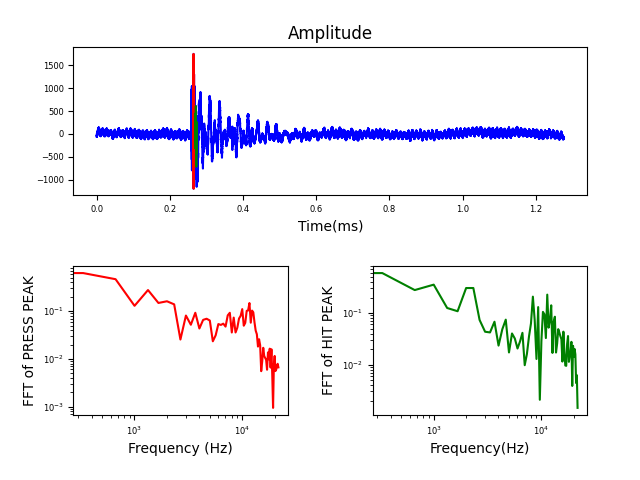 Amplitude
1500
1000
500
0
−500
−1000
0.0 0.2 0.4 0.6 0.8 1.0 1.2
Time(ms)
FFT of PRESS PEAK
10⁻¹
10⁻²
10⁻³
10³ 10⁴
Frequency (Hz)
FFT of HIT PEAK
10⁻¹
10⁻²
10³ 10⁴
Frequency(Hz)